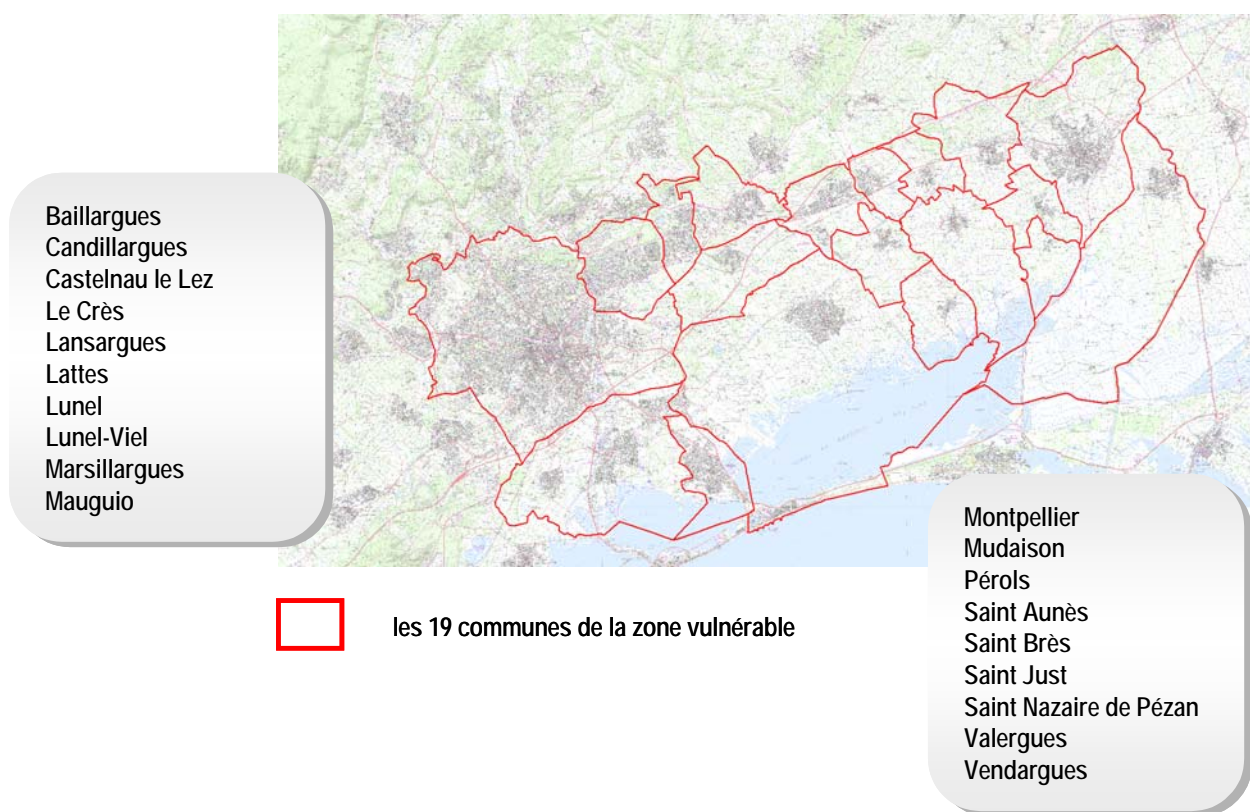 Baillargues
Candillargues
Castelnau le Lez
Le Crès
Lansargues
Lattes
Lunel
Lunel-Viel
Marsillargues
Mauguio
Montpellier
Mudaison
Pérols
Saint Aunès
Saint Brès
Saint Just
Saint Nazaire de Pézan
Valergues
Vendargues
les 19 communes de la zone vulnérable